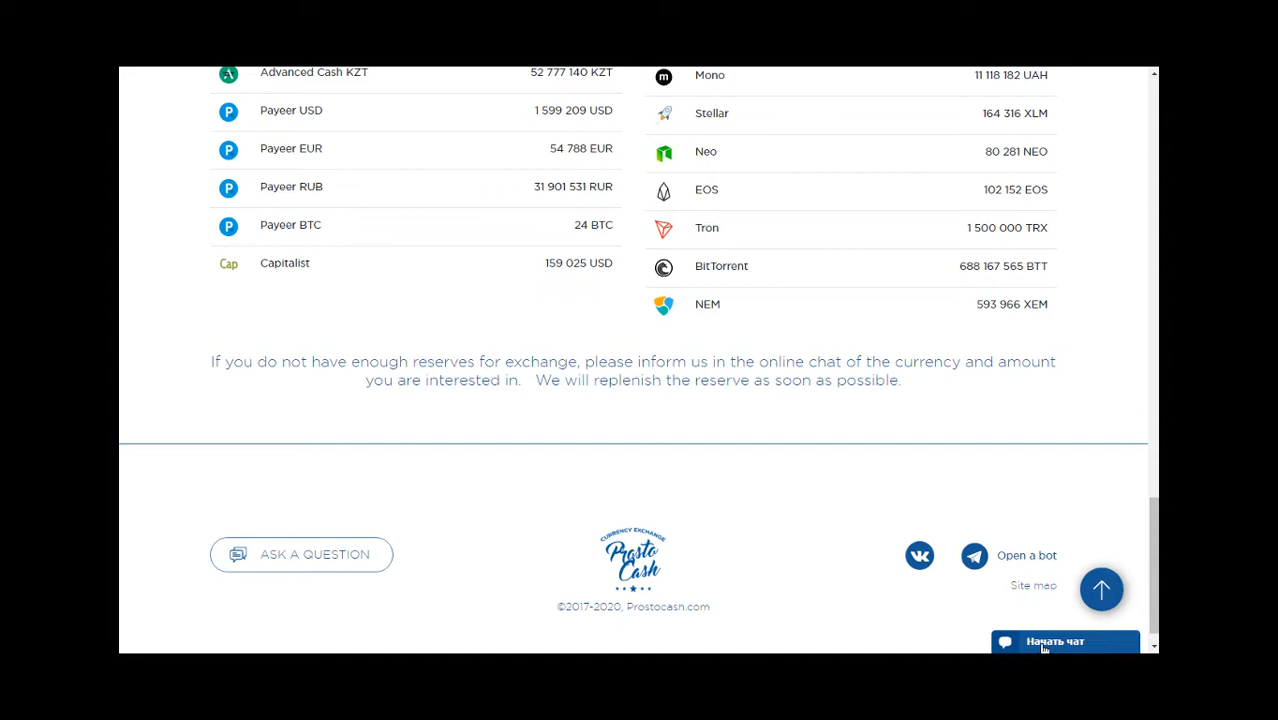 Advanced Cash KZT 52 777 140 KZT
Payeer USD 1 599 209 USD
Payeer EUR 54 788 EUR
Payeer RUB 31 901 531 RUR
Payeer BTC 24 BTC
Cap Capitalist 159 025 USD
m Mono 11 118 182 UAH
Stellar 164 316 XLM
Neo 80 281 NEO
EOS 102 152 EOS
Tron 1 500 000 TRX
BitTorrent 688 167 565 BTT
NEM 593 966 XEM
If you do not have enough reserves for exchange, please inform us in the online chat of the currency and amount
you are interested in. We will replenish the reserve as soon as possible.
ASK A QUESTION
CURRENCY EXCHANGE
Prosto
Cash
©2017-2020, Prostocash.com
Open a bot
Site map
Начать чат